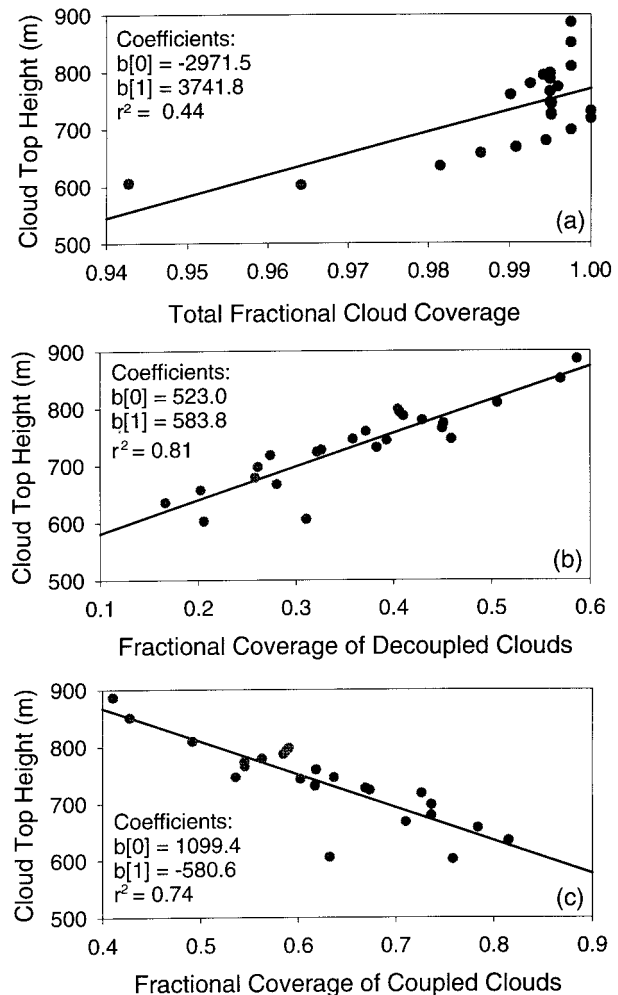 900
800
700
600
500
Cloud Top Height (m)
Coefficients:
b[0] = -2971.5
b[1] = 3741.8
r² = 0.44
(a)
0.94 0.95 0.96 0.97 0.98 0.99 1.00
Total Fractional Cloud Coverage
900
800
700
600
500
Cloud Top Height (m)
Coefficients:
b[0] = 523.0
b[1] = 583.8
r² = 0.81
(b)
0.1 0.2 0.3 0.4 0.5 0.6
Fractional Coverage of Decoupled Clouds
900
800
700
600
500
Cloud Top Height (m)
Coefficients:
b[0] = 1099.4
b[1] = -580.6
r² = 0.74
(c)
0.4 0.5 0.6 0.7 0.8 0.9
Fractional Coverage of Coupled Clouds